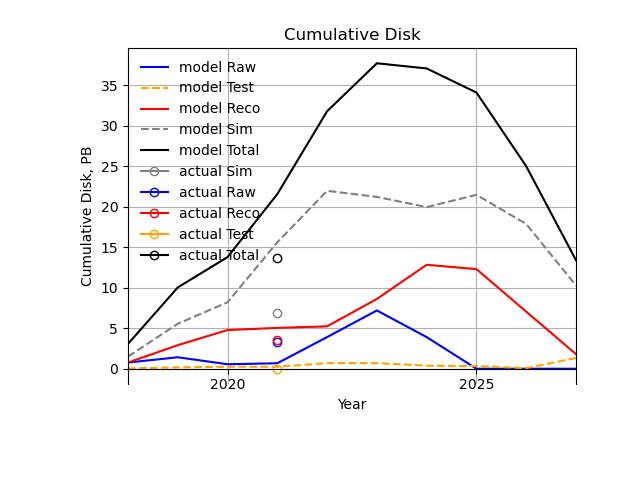 Cumulative Disk
model Raw
model Test
model Reco
model Sim
model Total
actual Sim
actual Raw
actual Reco
actual Test
actual Total
35
30
25
20
15
10
5
0
Cumulative Disk, PB
2020
2025
Year